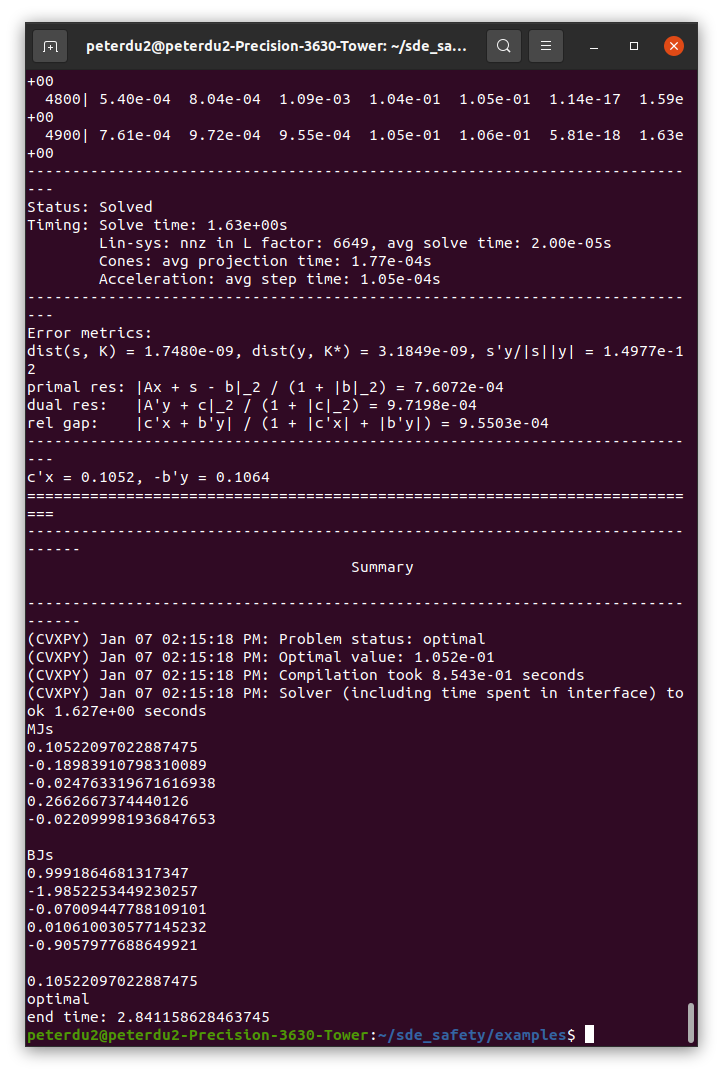 peterdu2@peterdu2-Precision-3630-Tower: ~/sde_sa...
+00
  4800| 5.40e-04  8.04e-04  1.09e-03  1.04e-01  1.05e-01  1.14e-17  1.59e
+00
  4900| 7.61e-04  9.72e-04  9.55e-04  1.05e-01  1.06e-01  5.81e-18  1.63e
+00
-------------------------------------------------------------------------
---
Status: Solved
Timing: Solve time: 1.63e+00s
        Lin-sys: nnz in L factor: 6649, avg solve time: 2.00e-05s
        Cones: avg projection time: 1.77e-04s
        Acceleration: avg step time: 1.05e-04s
-------------------------------------------------------------------------
---
Error metrics:
dist(s, K) = 1.7480e-09, dist(y, K*) = 3.1849e-09, s'y/|s||y| = 1.4977e-1
2
primal res: |Ax + s - b|_2 / (1 + |b|_2) = 7.6072e-04
dual res:   |A'y + c|_2 / (1 + |c|_2) = 9.7198e-04
rel gap:    |c'x + b'y| / (1 + |c'x| + |b'y|) = 9.5503e-04
-------------------------------------------------------------------------
---
c'x = 0.1052, -b'y = 0.1064
=========================================================================
===
-------------------------------------------------------------------------
------
                                    Summary
-------------------------------------------------------------------------
------
(CVXPY) Jan 07 02:15:18 PM: Problem status: optimal
(CVXPY) Jan 07 02:15:18 PM: Optimal value: 1.052e-01
(CVXPY) Jan 07 02:15:18 PM: Compilation took 8.543e-01 seconds
(CVXPY) Jan 07 02:15:18 PM: Solver (including time spent in interface) to
ok 1.627e+00 seconds
MJs
0.10522097022887475
-0.18983910798310089
-0.024763319671616938
0.2662667374440126
-0.022099981936847653

BJs
0.9991864681317347
-1.9852253449230257
-0.07009447788109101
0.010610030577145232
-0.9057977688649921

0.10522097022887475
optimal
end time: 2.841158628463745
peterdu2@peterdu2-Precision-3630-Tower:~/sde_safety/examples$